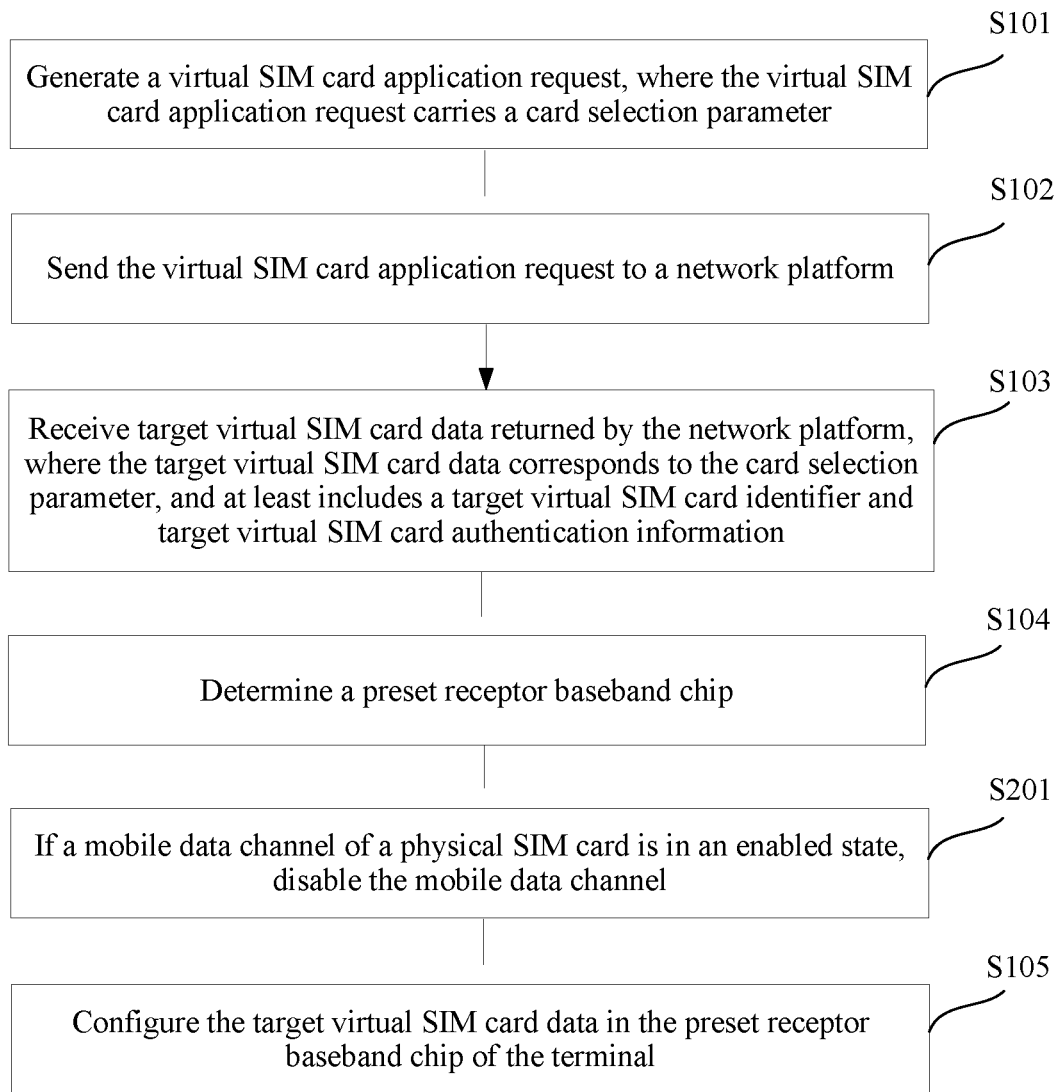 S101
Generate a virtual SIM card application request, where the virtual SIM
card application request carries a card selection parameter
S102
Send the virtual SIM card application request to a network platform
S103
Receive target virtual SIM card data returned by the network platform,
where the target virtual SIM card data corresponds to the card selection
parameter, and at least includes a target virtual SIM card identifier and
target virtual SIM card authentication information
S104
Determine a preset receptor baseband chip
S201
If a mobile data channel of a physical SIM card is in an enabled state,
disable the mobile data channel
S105
Configure the target virtual SIM card data in the preset receptor
baseband chip of the terminal